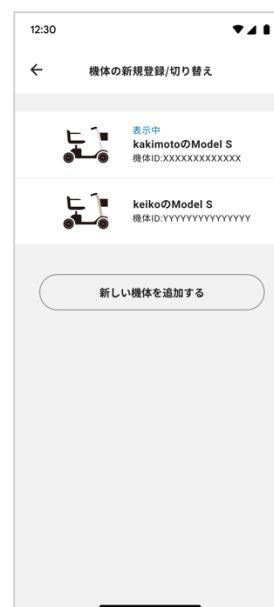 12:30
機体の新規登録/切り替え
表示中
kakimotoのModel S
機体ID:XXXXXXXXXXXXX
keikoのModel S
機体ID:YYYYYYYYYYYYYYY
新しい機体を追加する